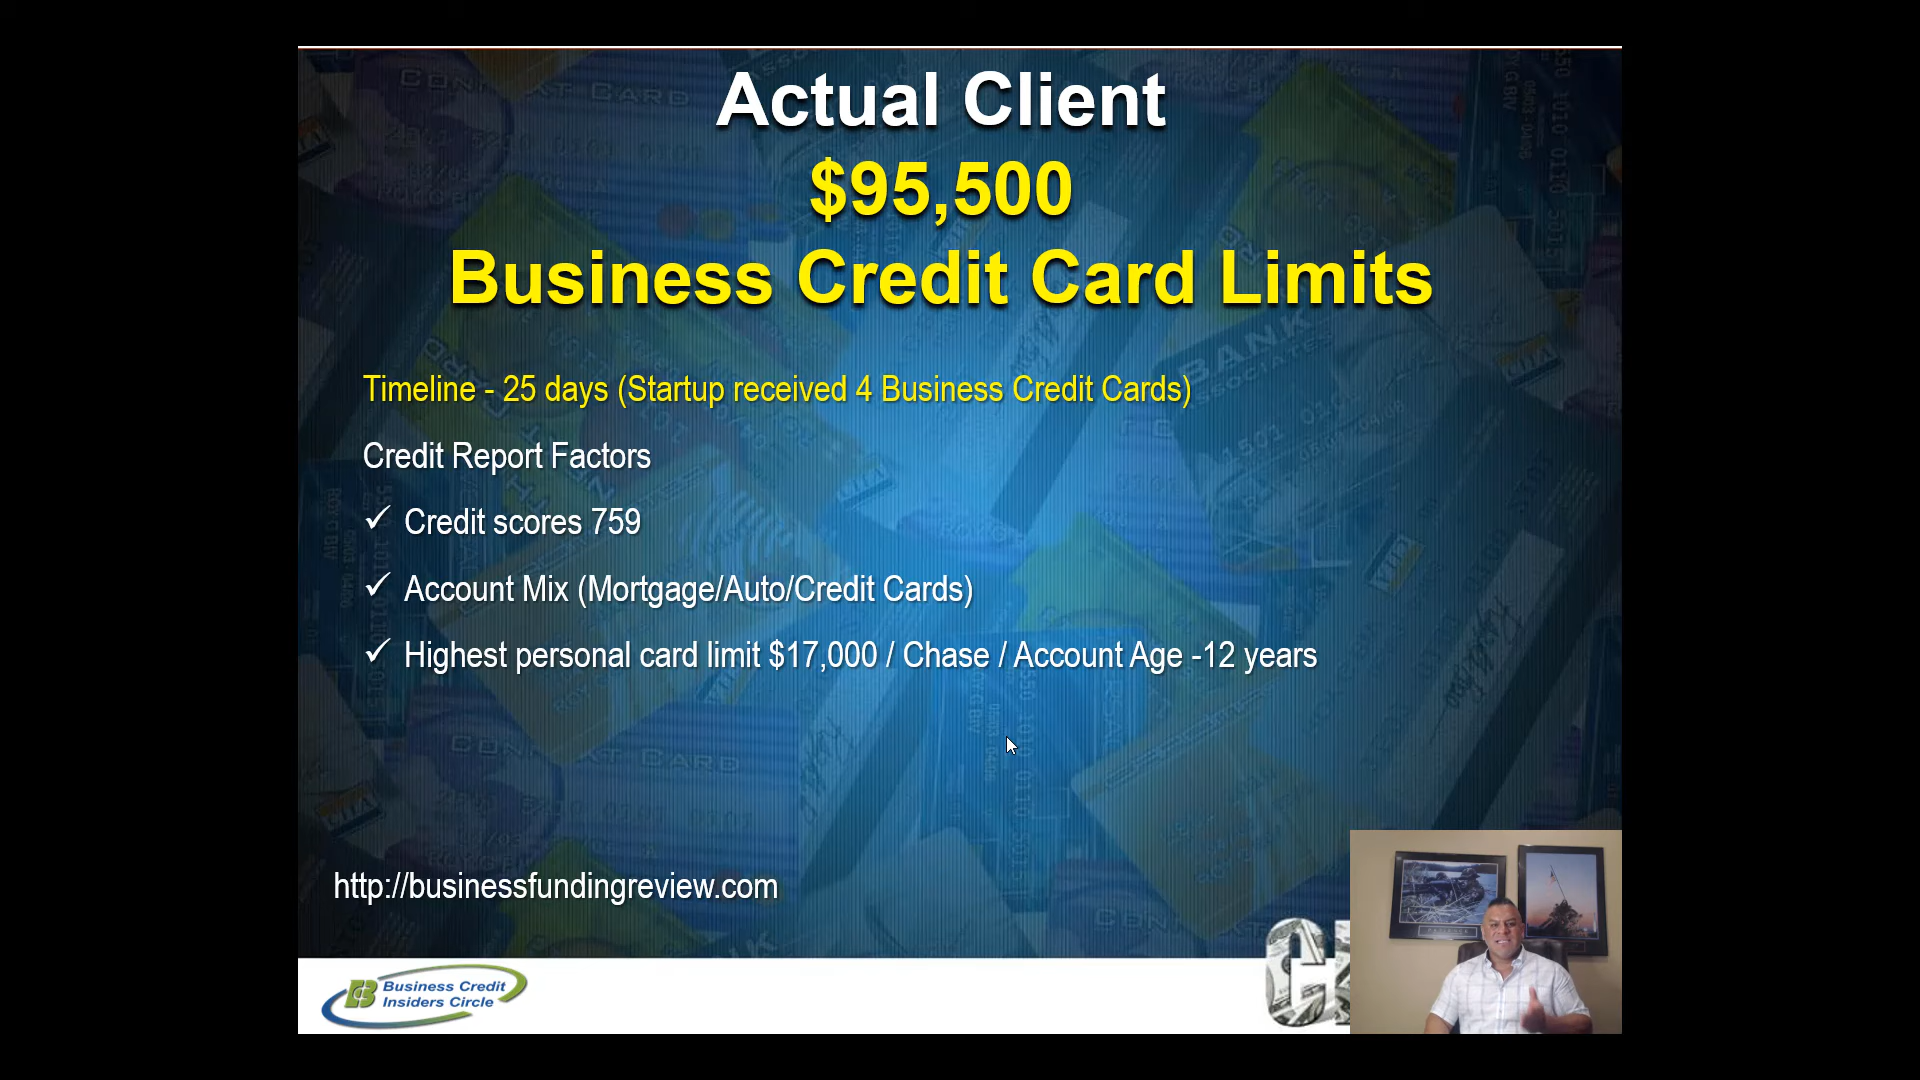 Actual Client
$95,500
Business Credit Card Limits
Timeline - 25 days (Startup received 4 Business Credit Cards)
Credit Report Factors
✓ Credit scores 759
✓ Account Mix (Mortgage/Auto/Credit Cards)
✓ Highest personal card limit $17,000 / Chase / Account Age -12 years
http://businessfundingreview.com
Business Credit
Insiders Circle